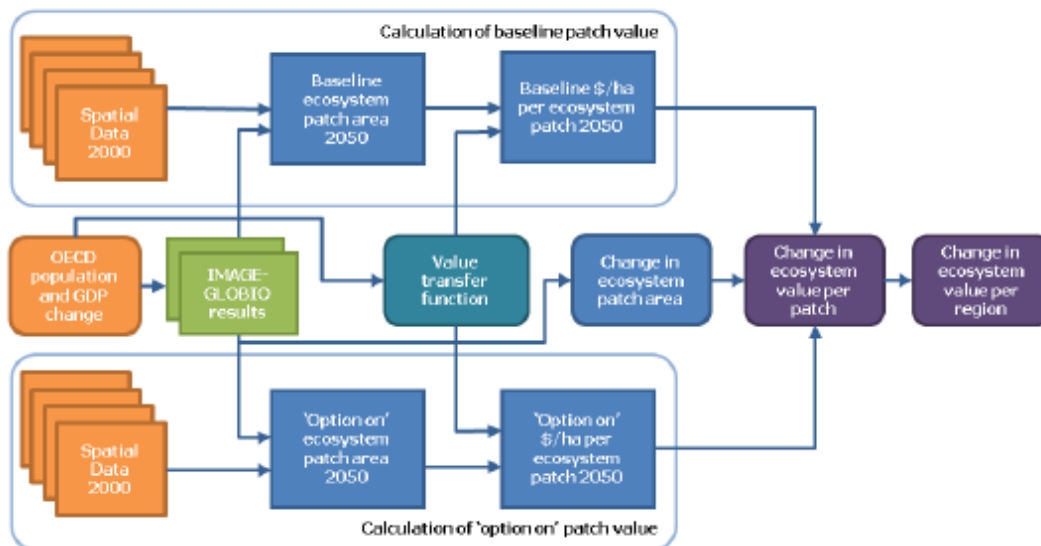 Calculation of baseline patch value
Spatial
Data
2000
Baseline
ecosystem
patch area
2050
Baseline $/ha
per ecosystem
patch 2050
OECD
population
and GDP
change
IMAGE-
GLOBIO
results
Value
transfer
function
Change in
ecosystem
patch area
Change in
ecosystem
value per
patch
Change in
ecosystem
value per
region
Spatial
Data
2000
‘Option on’
ecosystem
patch area
2050
‘Option on’
$/ha per
ecosystem
patch 2050
Calculation of ‘option on’ patch value